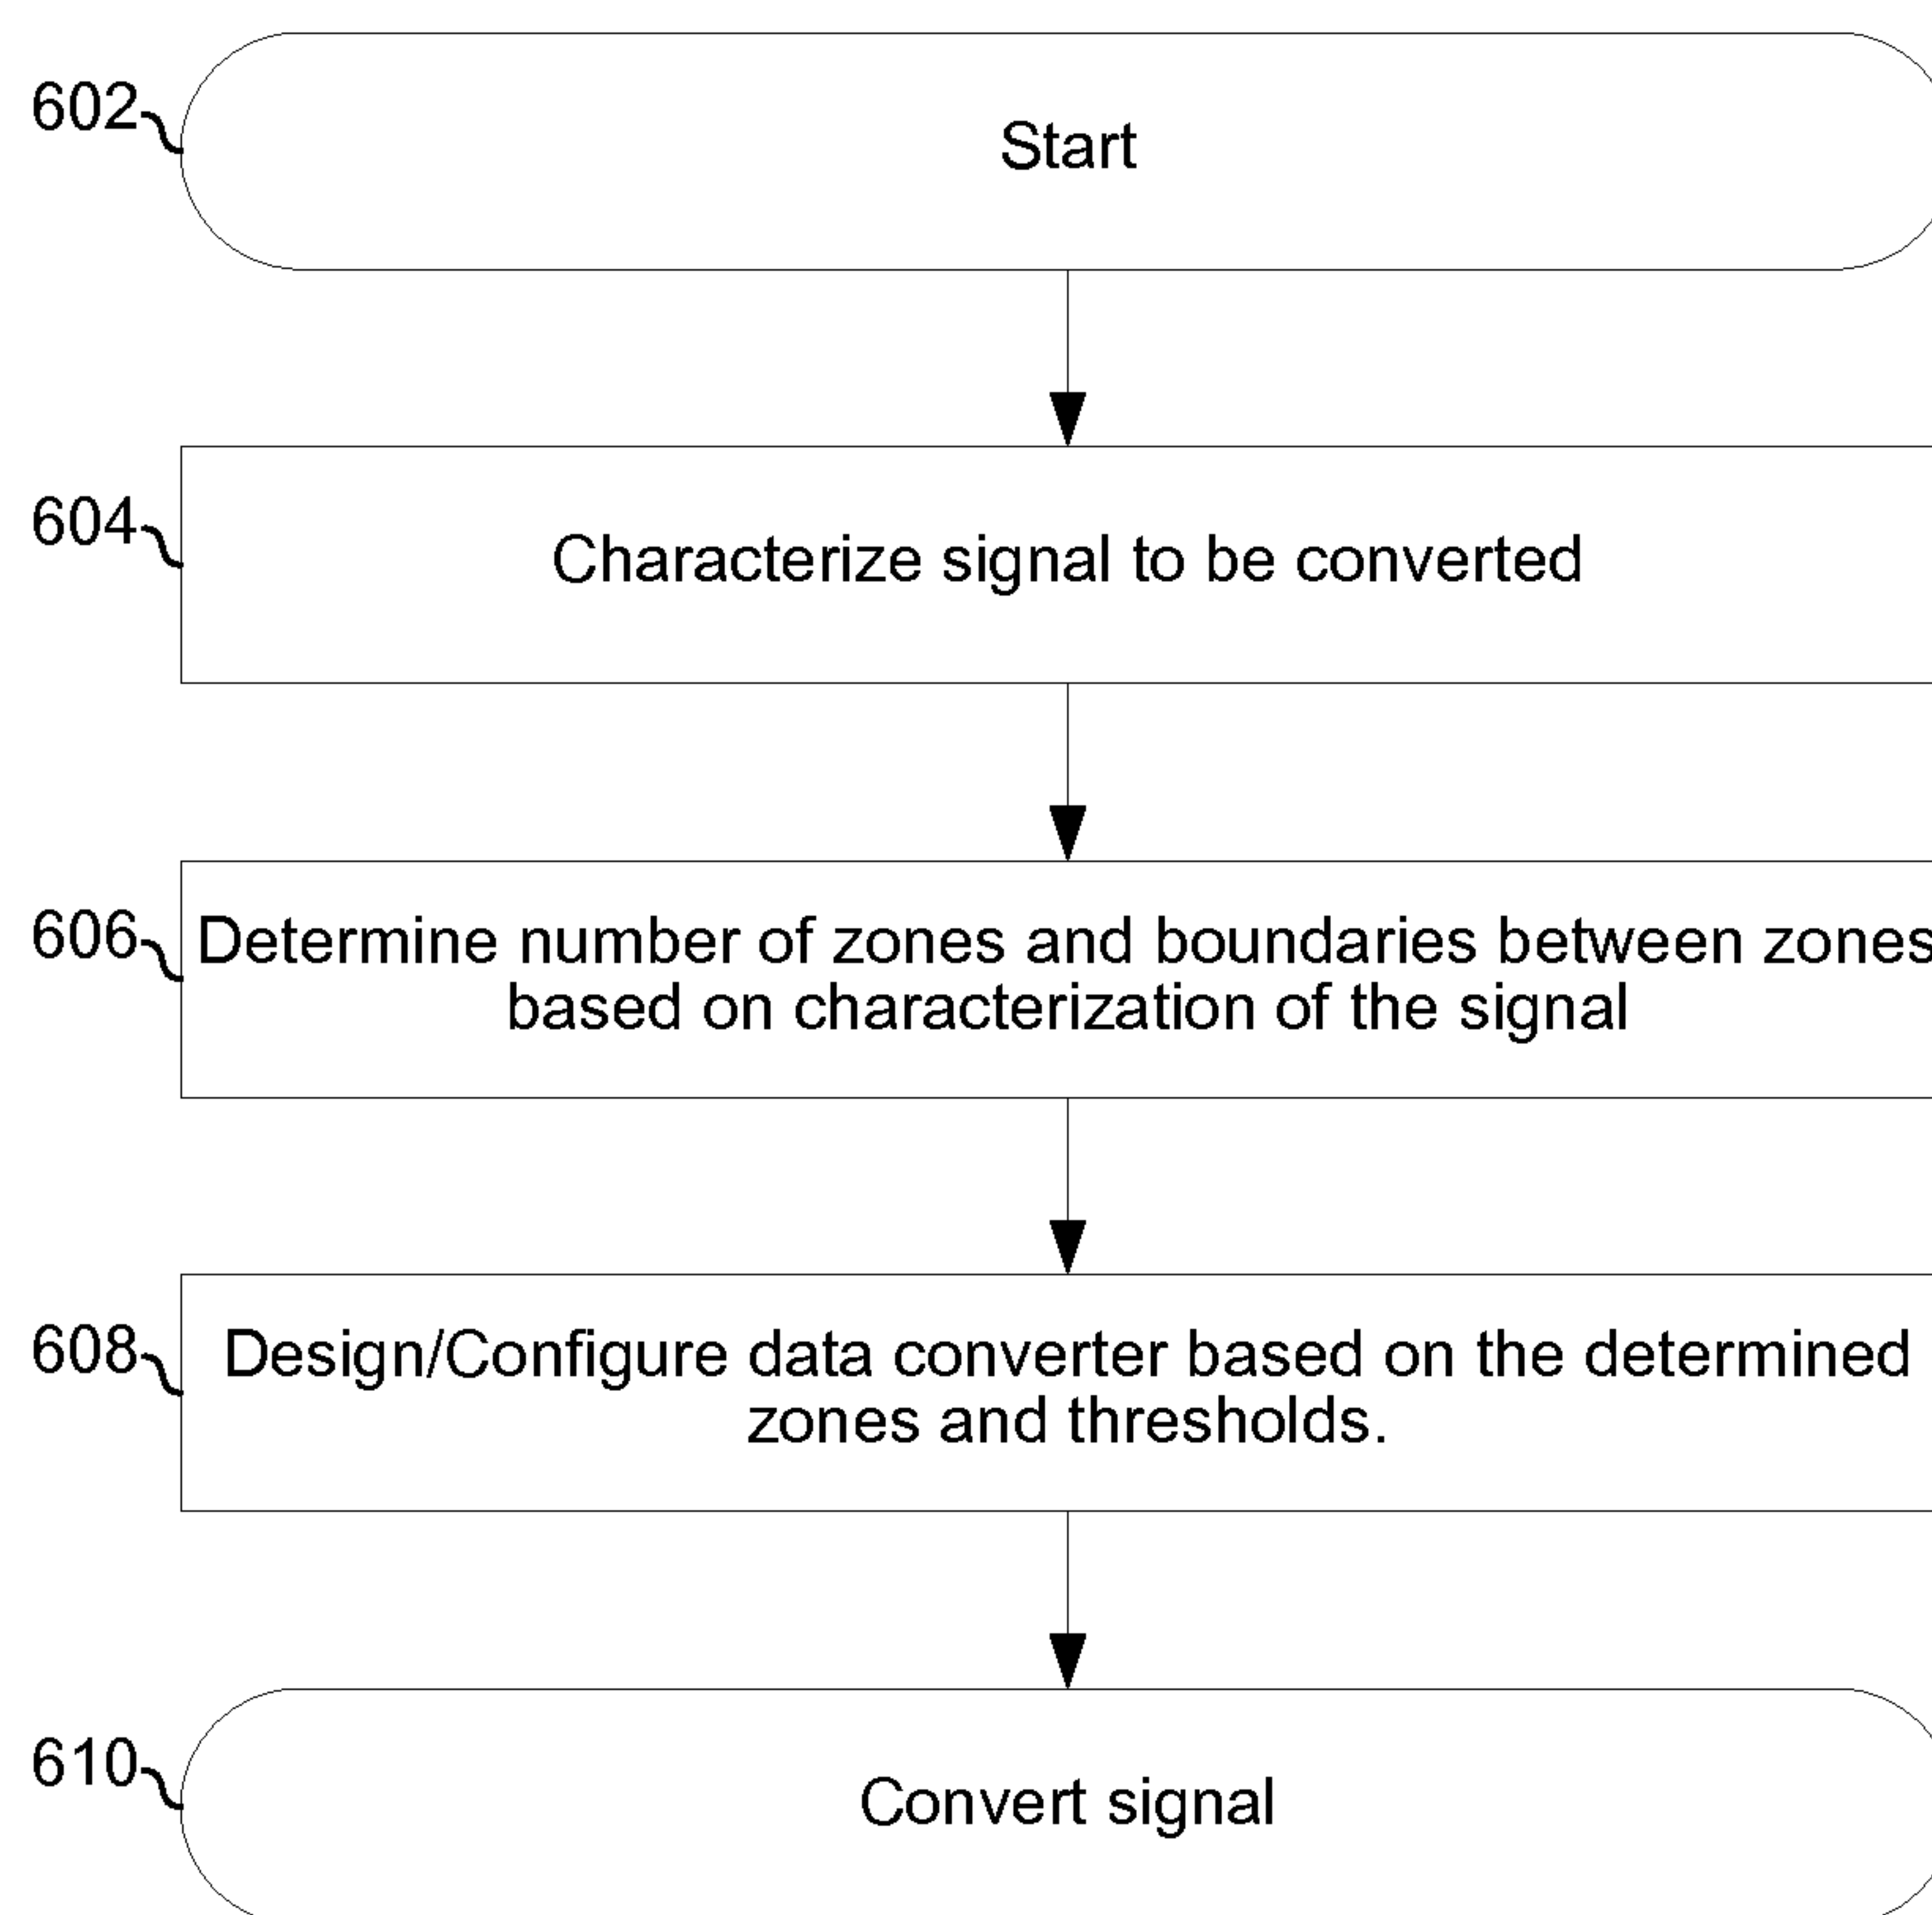 602
Start
604
Characterize signal to be converted
606
Determine number of zones and boundaries between zones
based on characterization of the signal
608
Design/Configure data converter based on the determined
zones and thresholds.
610
Convert signal